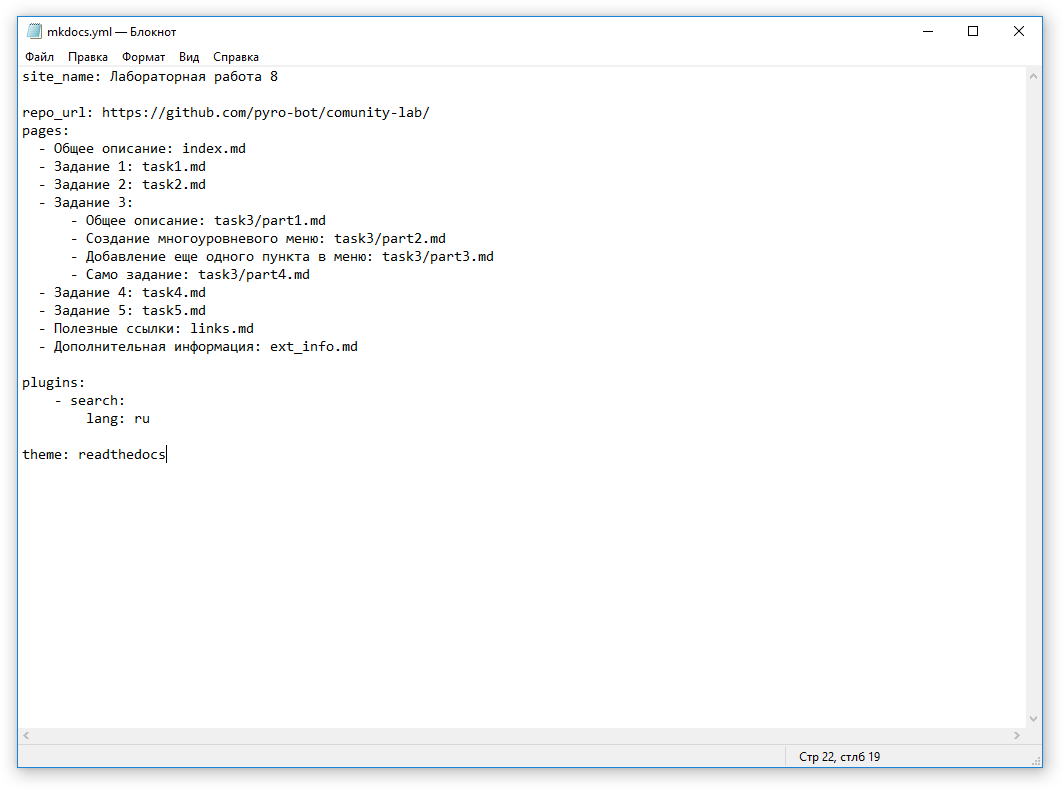 mkdocs.yml — Блокнот
Файл Правка Формат Вид Справка
site_name: Лабораторная работа 8

repo_url: https://github.com/pyro-bot/comunity-lab/
pages:
  - Общее описание: index.md
  - Задание 1: task1.md
  - Задание 2: task2.md
  - Задание 3:
      - Общее описание: task3/part1.md
      - Создание многоуровневого меню: task3/part2.md
      - Добавление еще одного пункта в меню: task3/part3.md
      - Само задание: task3/part4.md
  - Задание 4: task4.md
  - Задание 5: task5.md
  - Полезные ссылки: links.md
  - Дополнительная информация: ext_info.md

plugins:
    - search:
        lang: ru

theme: readthedocs
Стр 22, стлб 19